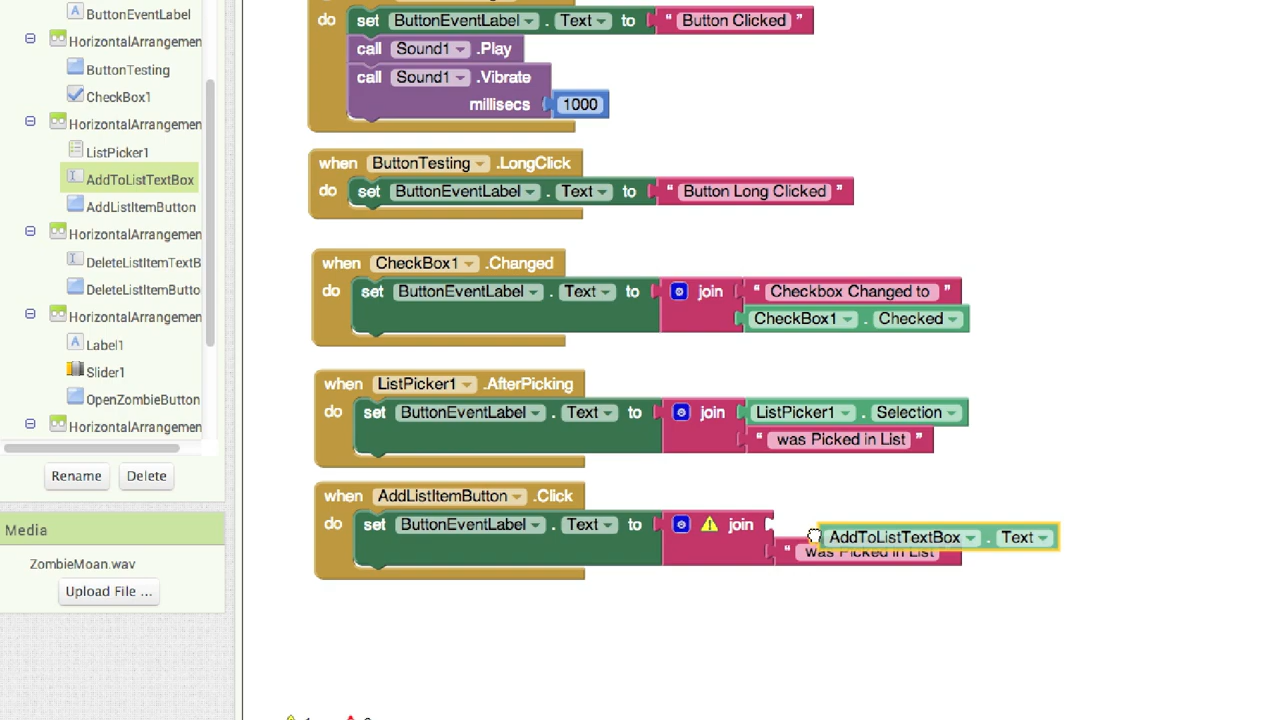 ButtonEventLabel
HorizontalArrangemen
ButtonTesting
CheckBox1
HorizontalArrangemen
ListPicker1
AddToListTextBox
AddListItemButton
HorizontalArrangemen
DeleteListItemTextB
DeleteListItemButto
HorizontalArrangemen
Label1
Slider1
OpenZombieButton
HorizontalArrangemen
Rename Delete
Media
ZombieMoan.wav
Upload File ...
do set ButtonEventLabel . Text to " Button Clicked "
call Sound1 .Play
call Sound1 .Vibrate
millisecs 1000
when ButtonTesting .LongClick
do set ButtonEventLabel . Text to " Button Long Clicked "
when CheckBox1 .Changed
do set ButtonEventLabel . Text to join " Checkbox Changed to "
CheckBox1 . Checked
when ListPicker1 .AfterPicking
do set ButtonEventLabel . Text to join ListPicker1 . Selection
" was Picked in List "
when AddListItemButton .Click
do set ButtonEventLabel . Text to join
AddToListTextBox . Text
" was Picked in List "